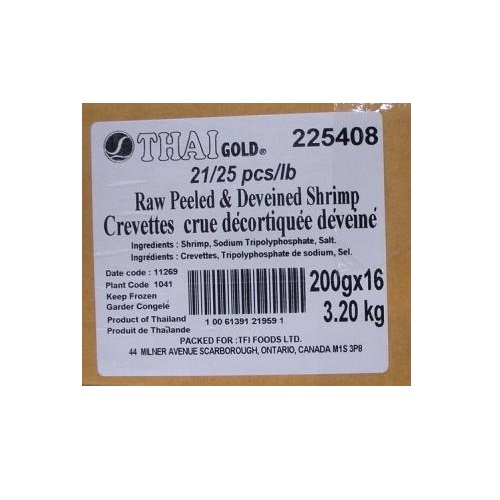 THAI GOLD® 225408
21/25 pcs/lb
Raw Peeled & Deveined Shrimp
Crevettes crue décortiquée dévéiné
Ingredients : Shrimp, Sodium Tripolyphosphate, Salt.
Ingredients : Crevettes, Tripolyphosphate de sodium, Sel.
Date code : 11269
Plant Code 1041
Keep Frozen
Garder Congelé
Product of Thailand
Produit de Thaïlande
1 00 61391 21959 1
200gx16
3.20 kg
PACKED FOR :TFI FOODS LTD.
44 MILNER AVENUE SCARBOROUGH, ONTARIO, CANADA M1S 3P8